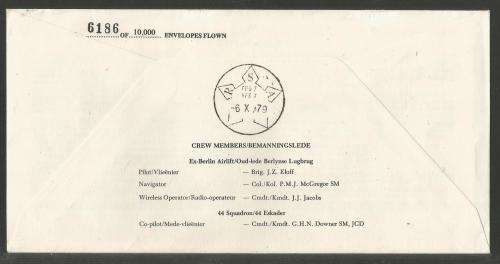 6186 OF 10,000 ENVELOPES FLOWN
R S A
-6 X 79
CREW MEMBERS/BEMANNINGSLEDE
Ex-Berlin Airlift/Oud-lede Berlynse Lugbrug
Pilot/Vlieënier — Brig. J.Z. Eloff
Navigator — Col./Kol. P.M.J. McGregor SM
Wireless Operator/Radio-operateur — Cmdt./Kmdt. J.J. Jacobs
44 Squadron/44 Eskader
Co-pilot/Mede-vlieënier — Cmdt./Kmdt. G.H.N. Downer SM, JCD